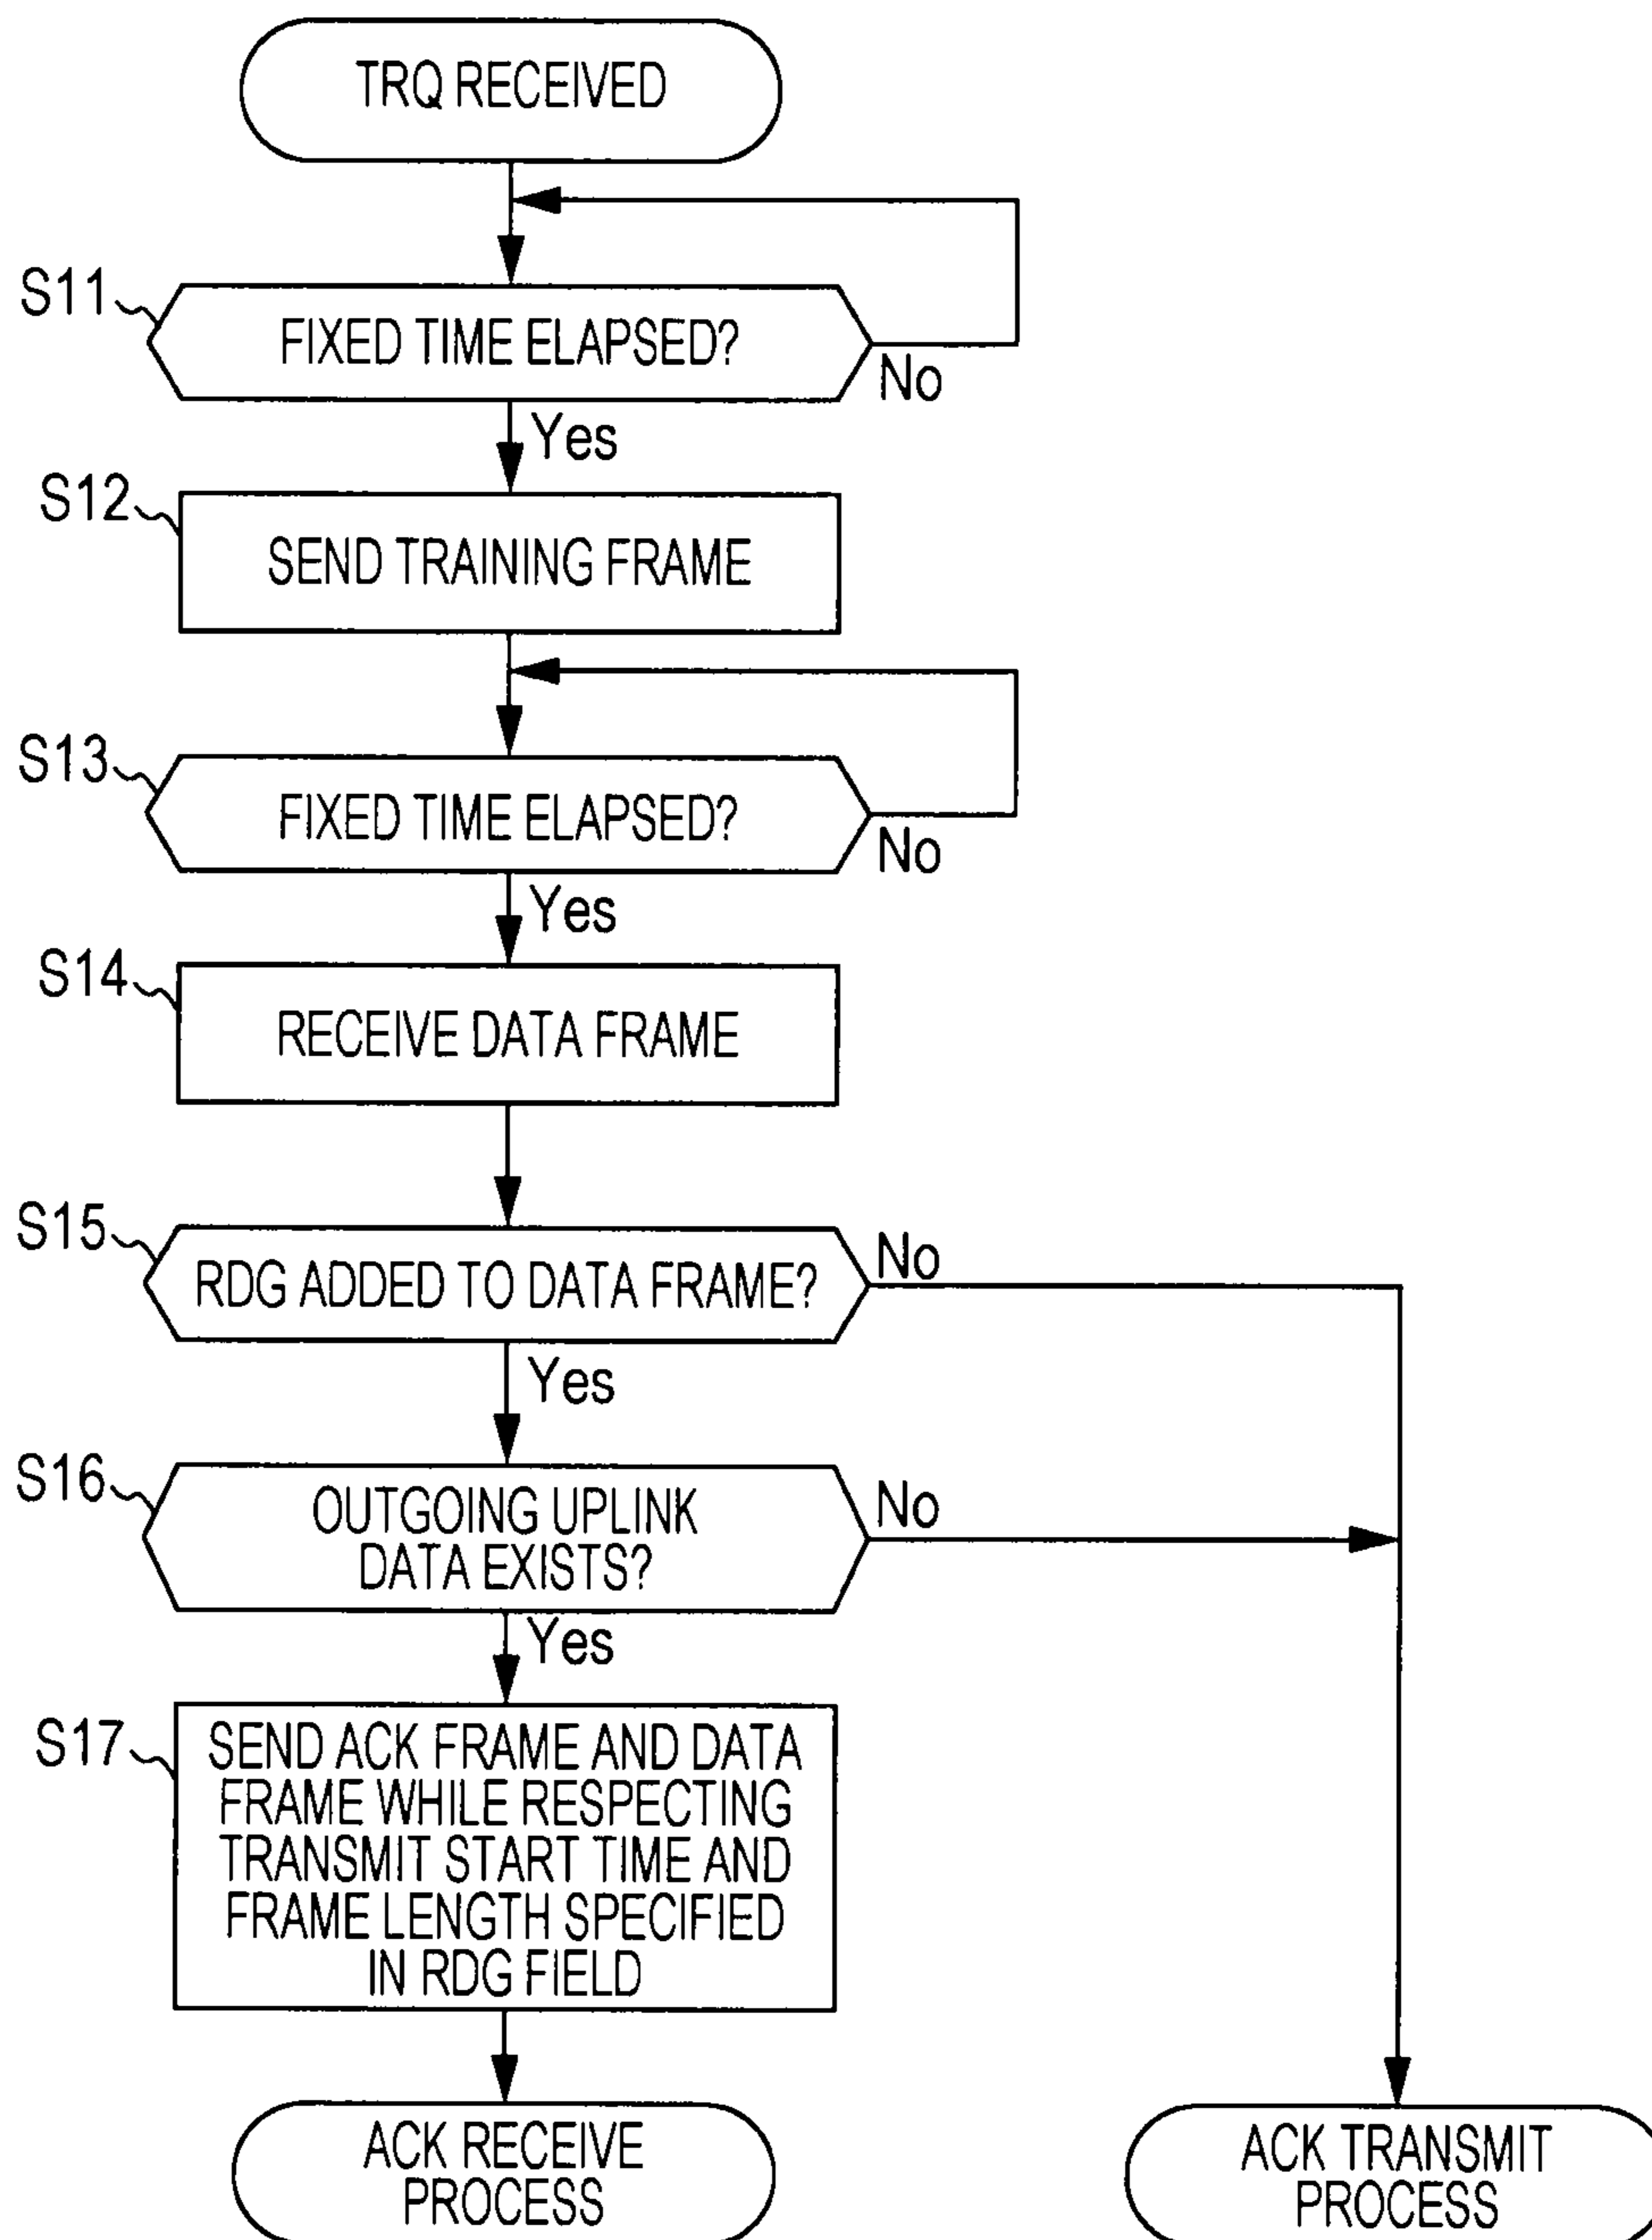 TRQ RECEIVED
S11
FIXED TIME ELAPSED?
No
Yes
S12
SEND TRAINING FRAME
S13
FIXED TIME ELAPSED?
No
Yes
S14
RECEIVE DATA FRAME
S15
RDG ADDED TO DATA FRAME?
No
Yes
S16
OUTGOING UPLINK
DATA EXISTS?
No
Yes
S17
SEND ACK FRAME AND DATA
FRAME WHILE RESPECTING
TRANSMIT START TIME AND
FRAME LENGTH SPECIFIED
IN RDG FIELD
ACK RECEIVE
PROCESS
ACK TRANSMIT
PROCESS